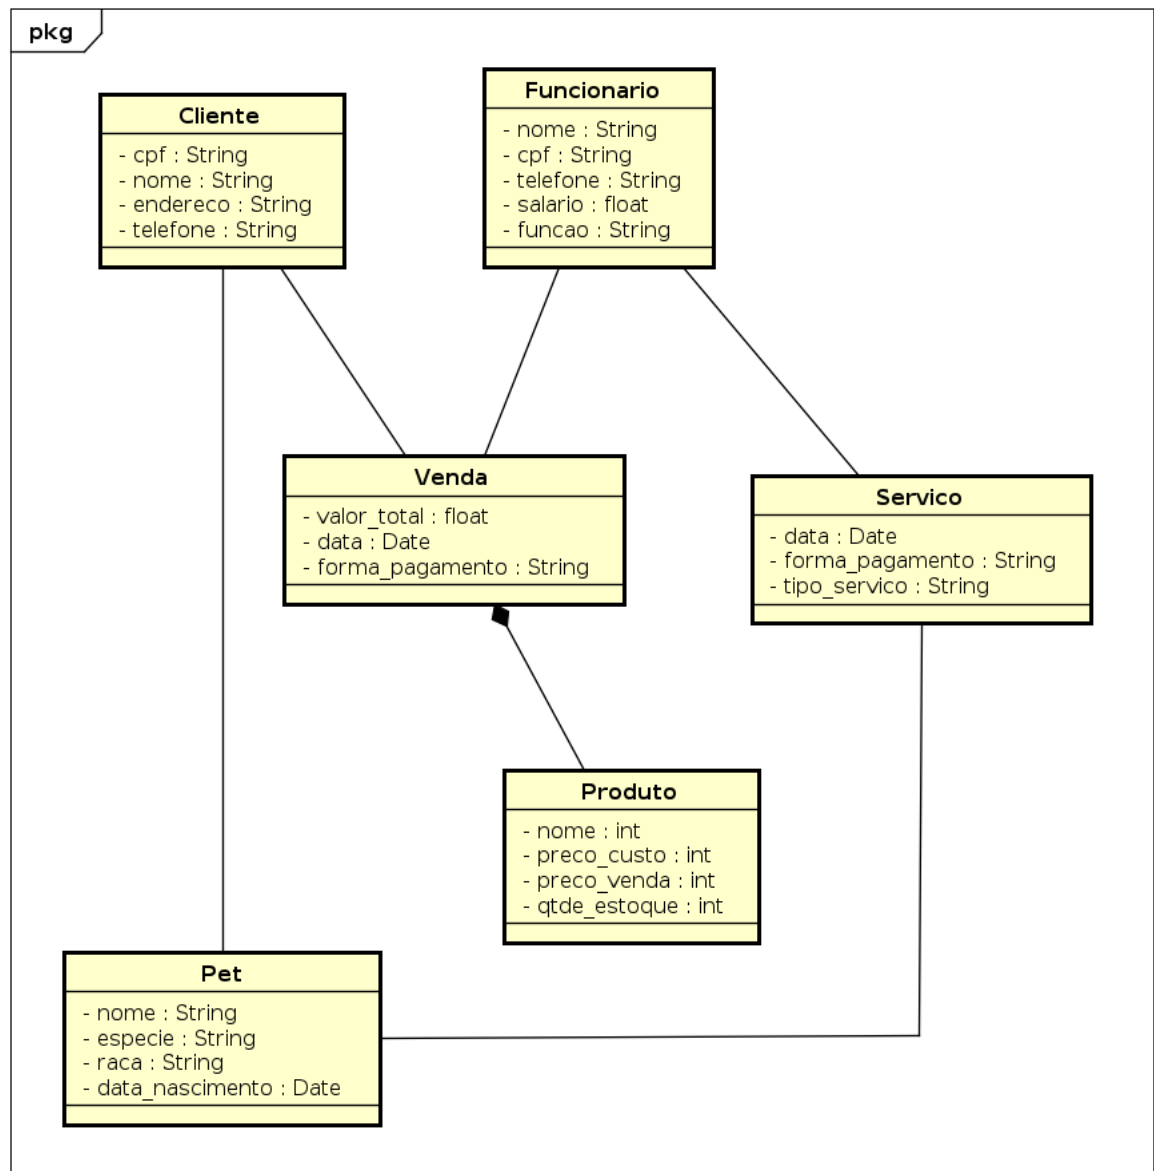 pkg
Cliente
- cpf : String
- nome : String
- endereco : String
- telefone : String
Funcionario
- nome : String
- cpf : String
- telefone : String
- salario : float
- funcao : String
Venda
- valor_total : float
- data : Date
- forma_pagamento : String
Servico
- data : Date
- forma_pagamento : String
- tipo_servico : String
Produto
- nome : int
- preco_custo : int
- preco_venda : int
- qtde_estoque : int
Pet
- nome : String
- especie : String
- raca : String
- data_nascimento : Date